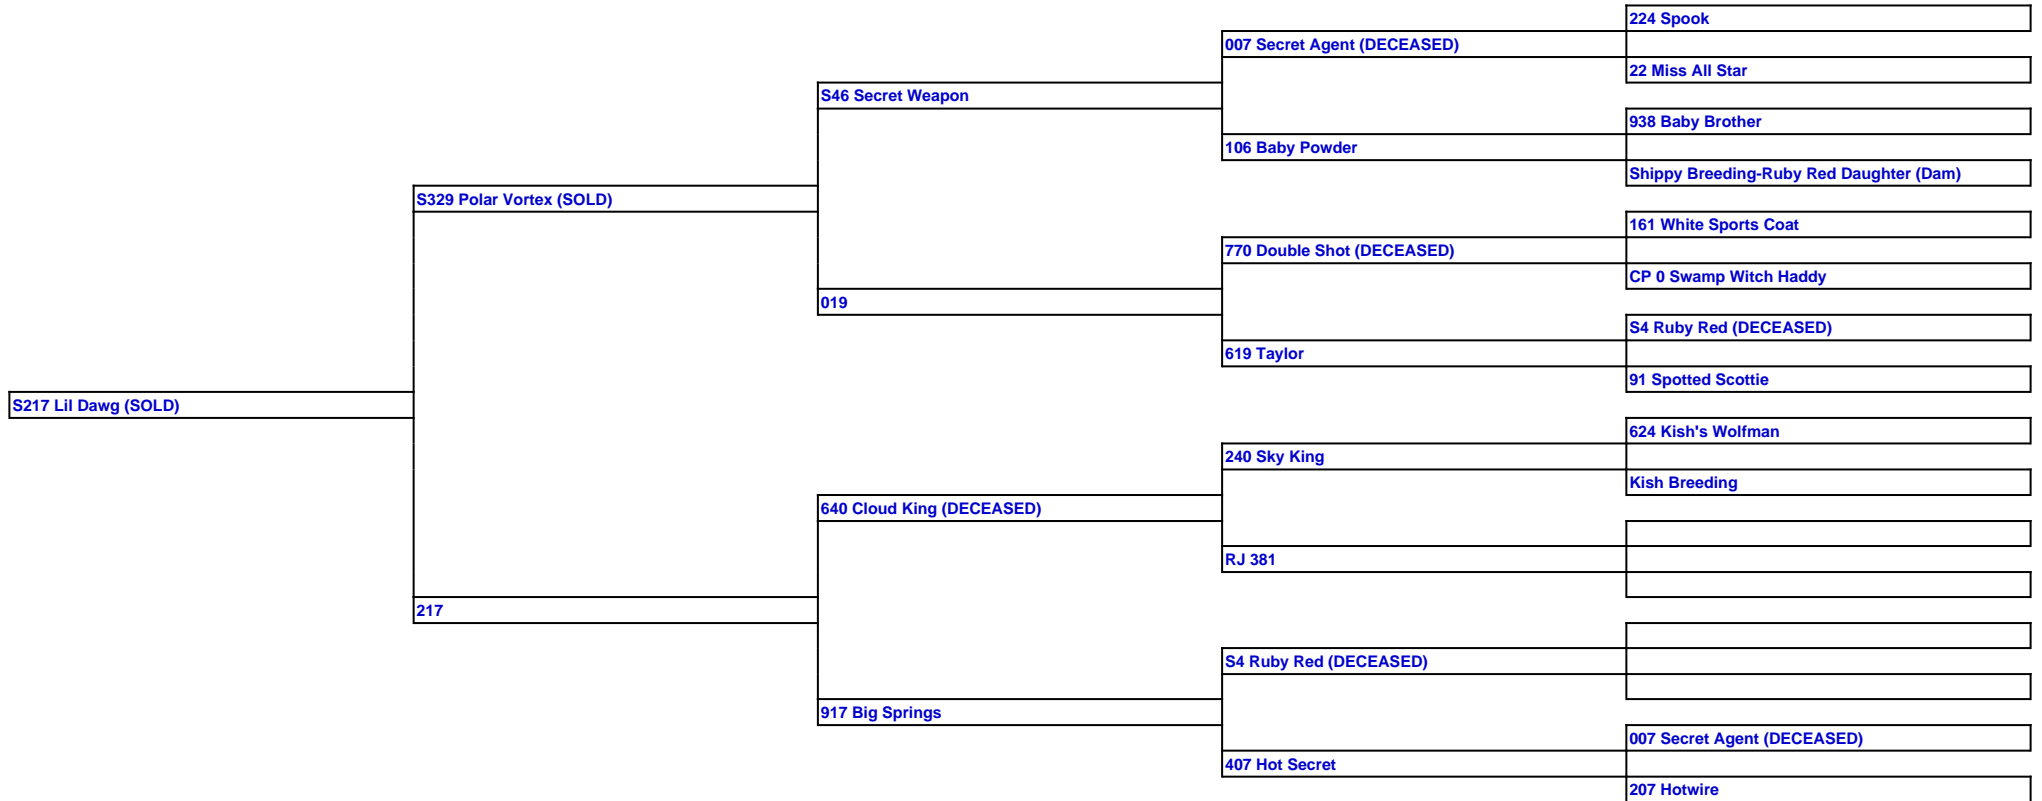 224 Spook
007 Secret Agent (DECEASED)
22 Miss All Star
S46 Secret Weapon
938 Baby Brother
106 Baby Powder
Shippy Breeding-Ruby Red Daughter (Dam)
S329 Polar Vortex (SOLD)
161 White Sports Coat
770 Double Shot (DECEASED)
CP 0 Swamp Witch Haddy
019
S4 Ruby Red (DECEASED)
619 Taylor
91 Spotted Scottie
S217 Lil Dawg (SOLD)
624 Kish's Wolfman
240 Sky King
Kish Breeding
640 Cloud King (DECEASED)
RJ 381
217
S4 Ruby Red (DECEASED)
917 Big Springs
007 Secret Agent (DECEASED)
407 Hot Secret
207 Hotwire